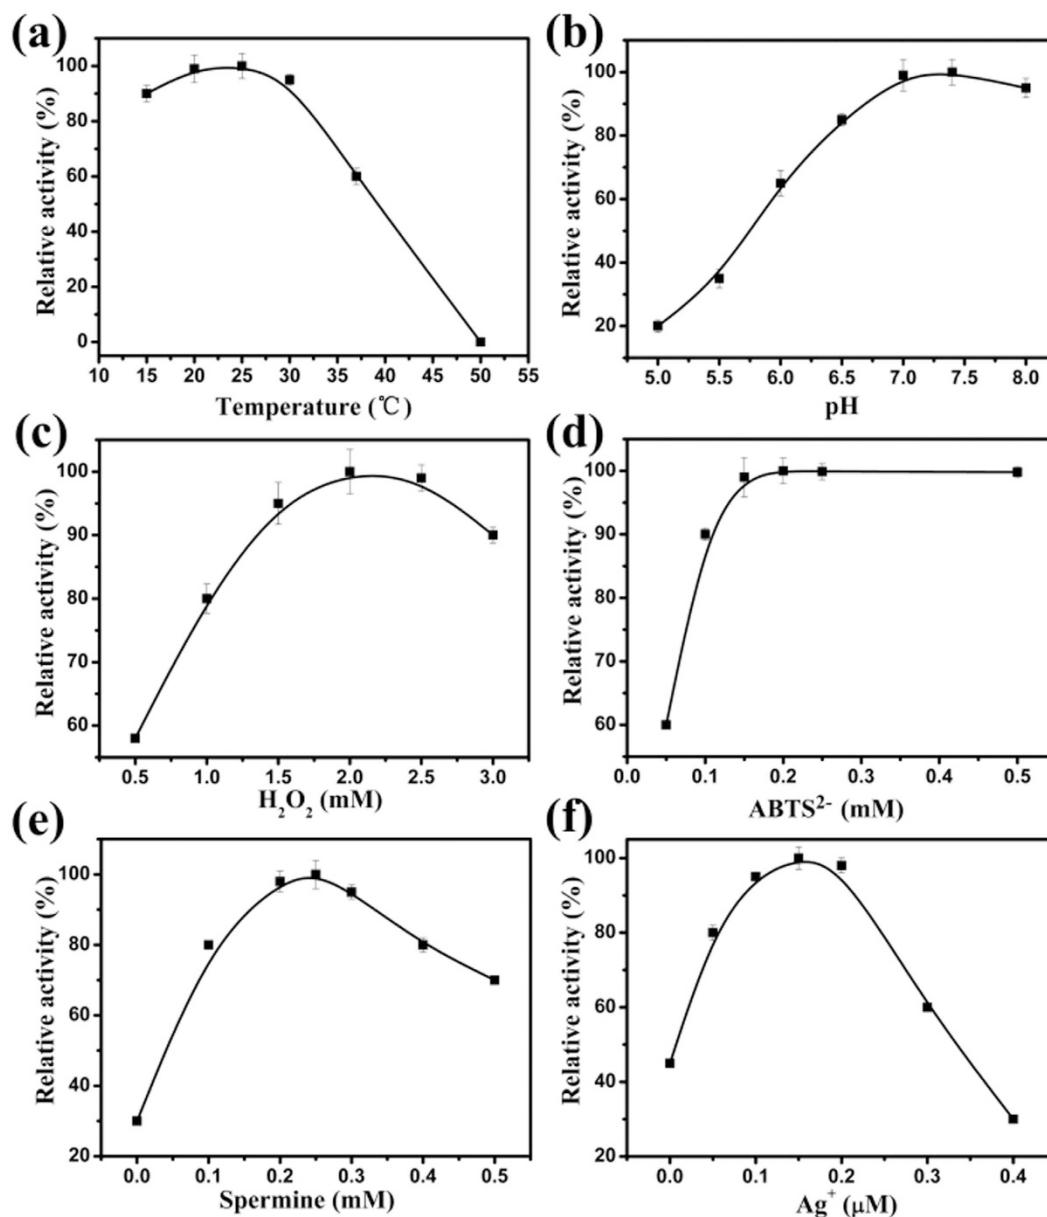 (a)
Relative activity (%)
100
80
60
40
20
0
10 15 20 25 30 35 40 45 50 55
Temperature (℃)
(b)
Relative activity (%)
100
80
60
40
20
5.0 5.5 6.0 6.5 7.0 7.5 8.0
pH
(c)
Relative activity (%)
100
90
80
70
60
0.5 1.0 1.5 2.0 2.5 3.0
H₂O₂ (mM)
(d)
Relative activity (%)
100
90
80
70
60
0.0 0.1 0.2 0.3 0.4 0.5
ABTS²⁻ (mM)
(e)
Relative activity (%)
100
80
60
40
20
0.0 0.1 0.2 0.3 0.4 0.5
Spermine (mM)
(f)
Relative activity (%)
100
80
60
40
20
0.0 0.1 0.2 0.3 0.4
Ag⁺ (μM)